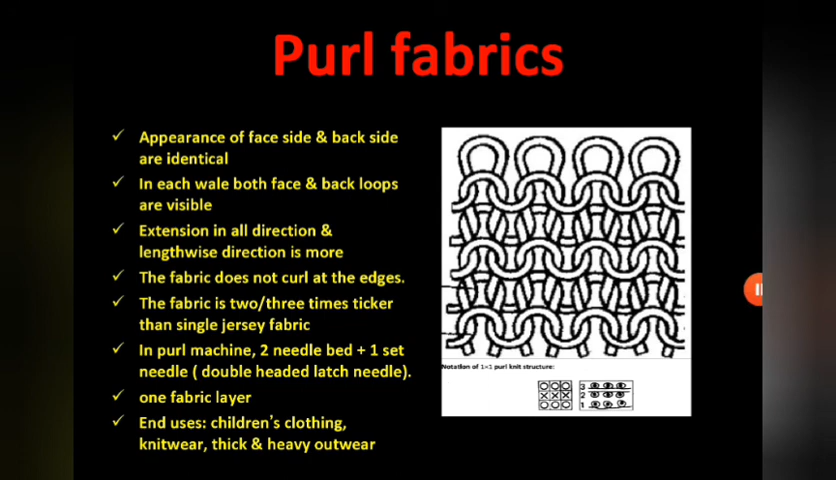 Purl fabrics
Appearance of face side & back side
are identical
In each wale both face & back loops
are visible
Extension in all direction &
lengthwise direction is more
The fabric does not curl at the edges.
The fabric is two/three times ticker
than single jersey fabric
In purl machine, 2 needle bed + 1 set
needle ( double headed latch needle).
one fabric layer
End uses: children's clothing,
knitwear, thick & heavy outwear
Notation of 1×1 purl knit structure:
3
2
1